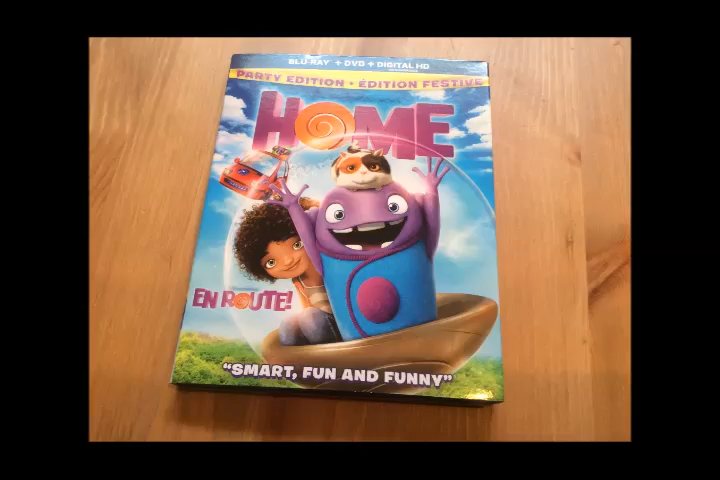 BLU-RAY + DVD + DIGITAL HD
PARTY EDITION • ÉDITION FESTIVE
HOME
EN ROUTE!
"SMART, FUN AND FUNNY"